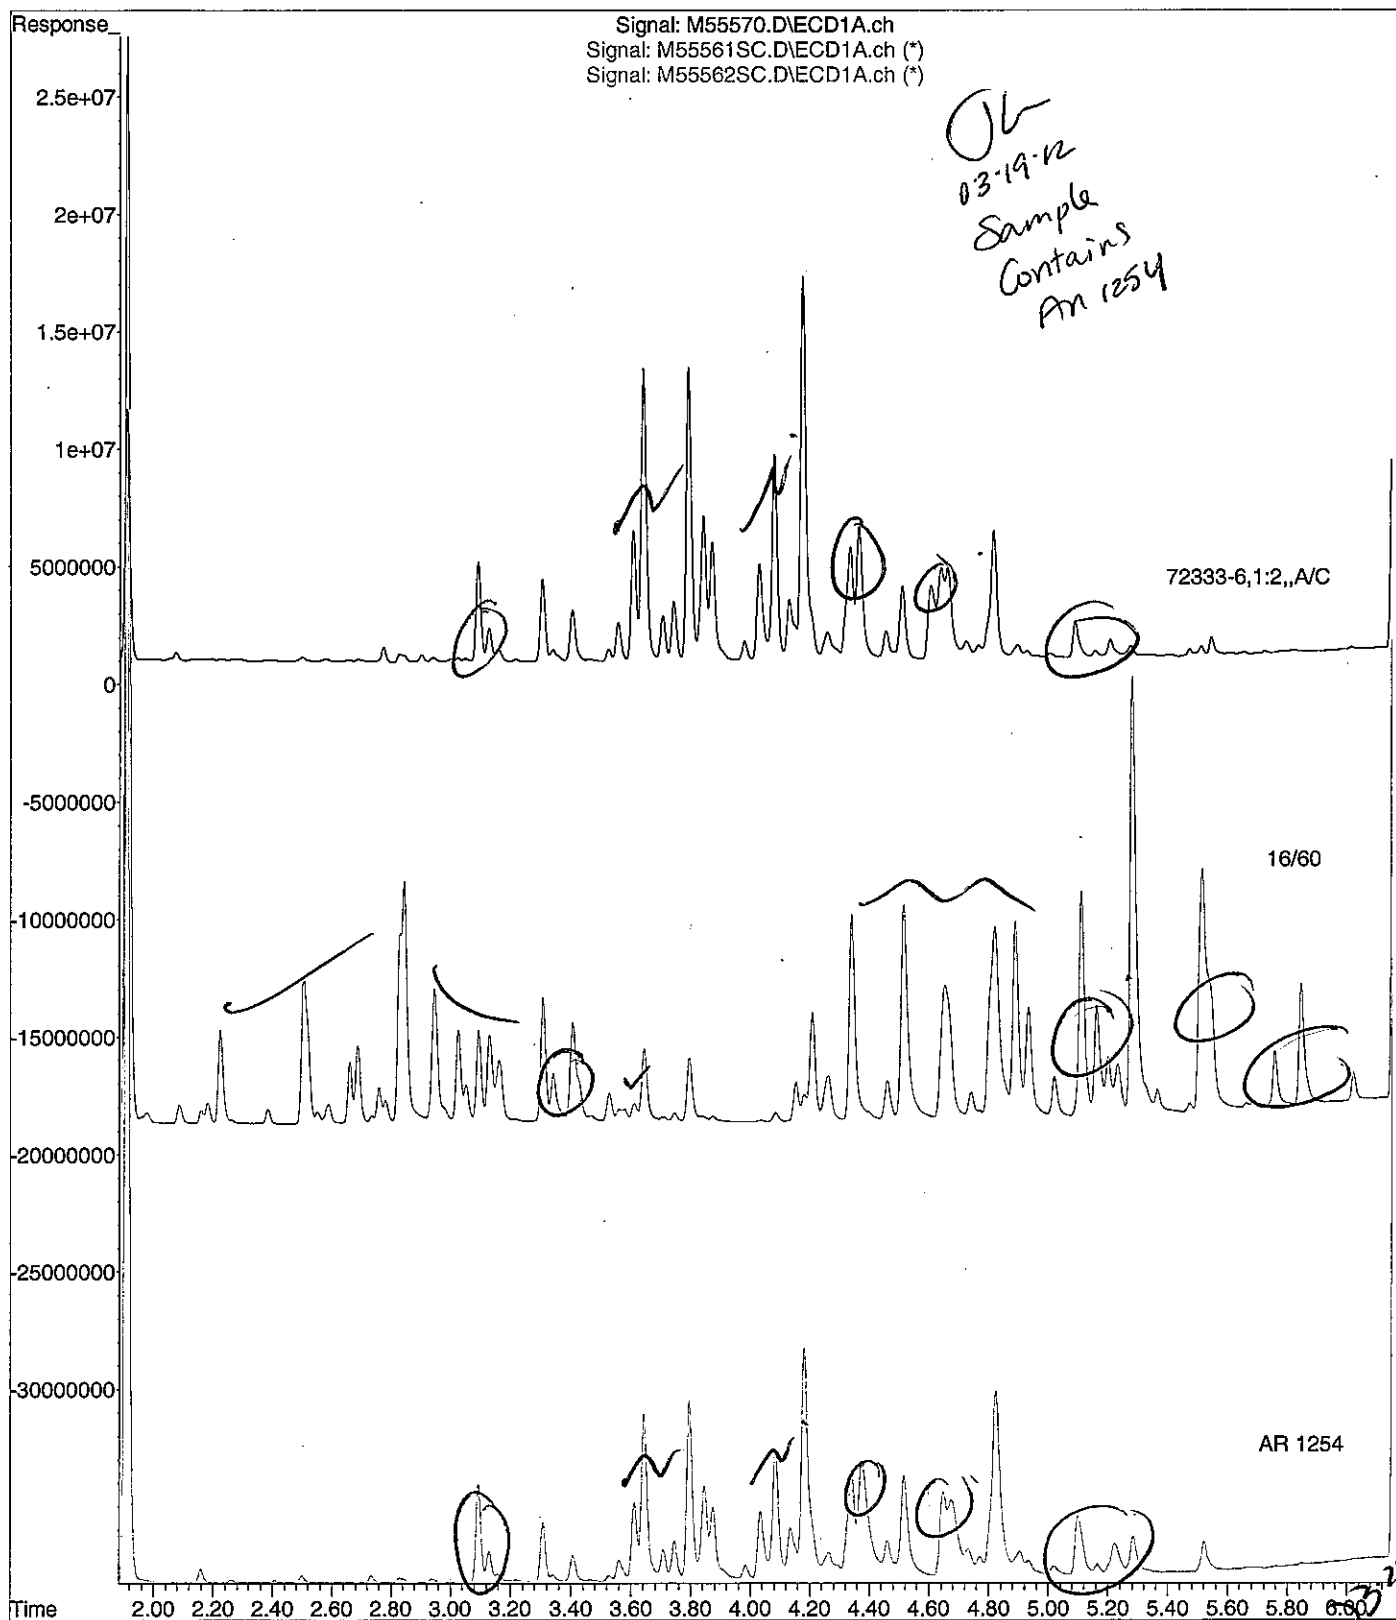 Response_
Signal: M55570.D\ECD1A.ch
Signal: M55561SC.D\ECD1A.ch (*)
Signal: M55562SC.D\ECD1A.ch (*)
2.5e+07
03-19-12
2e+07
Sample
Contains
1254
1.5e+07
1e+07
5000000
72333-6,1:2,,A/C
0
-5000000
16/60
-10000000
-15000000
-20000000
-25000000
-30000000
AR 1254
Time
2.00 2.20 2.40 2.60 2.80 3.00 3.20 3.40 3.60 3.80 4.00 4.20 4.40 4.60 4.80 5.00 5.20 5.40 5.60 5.80